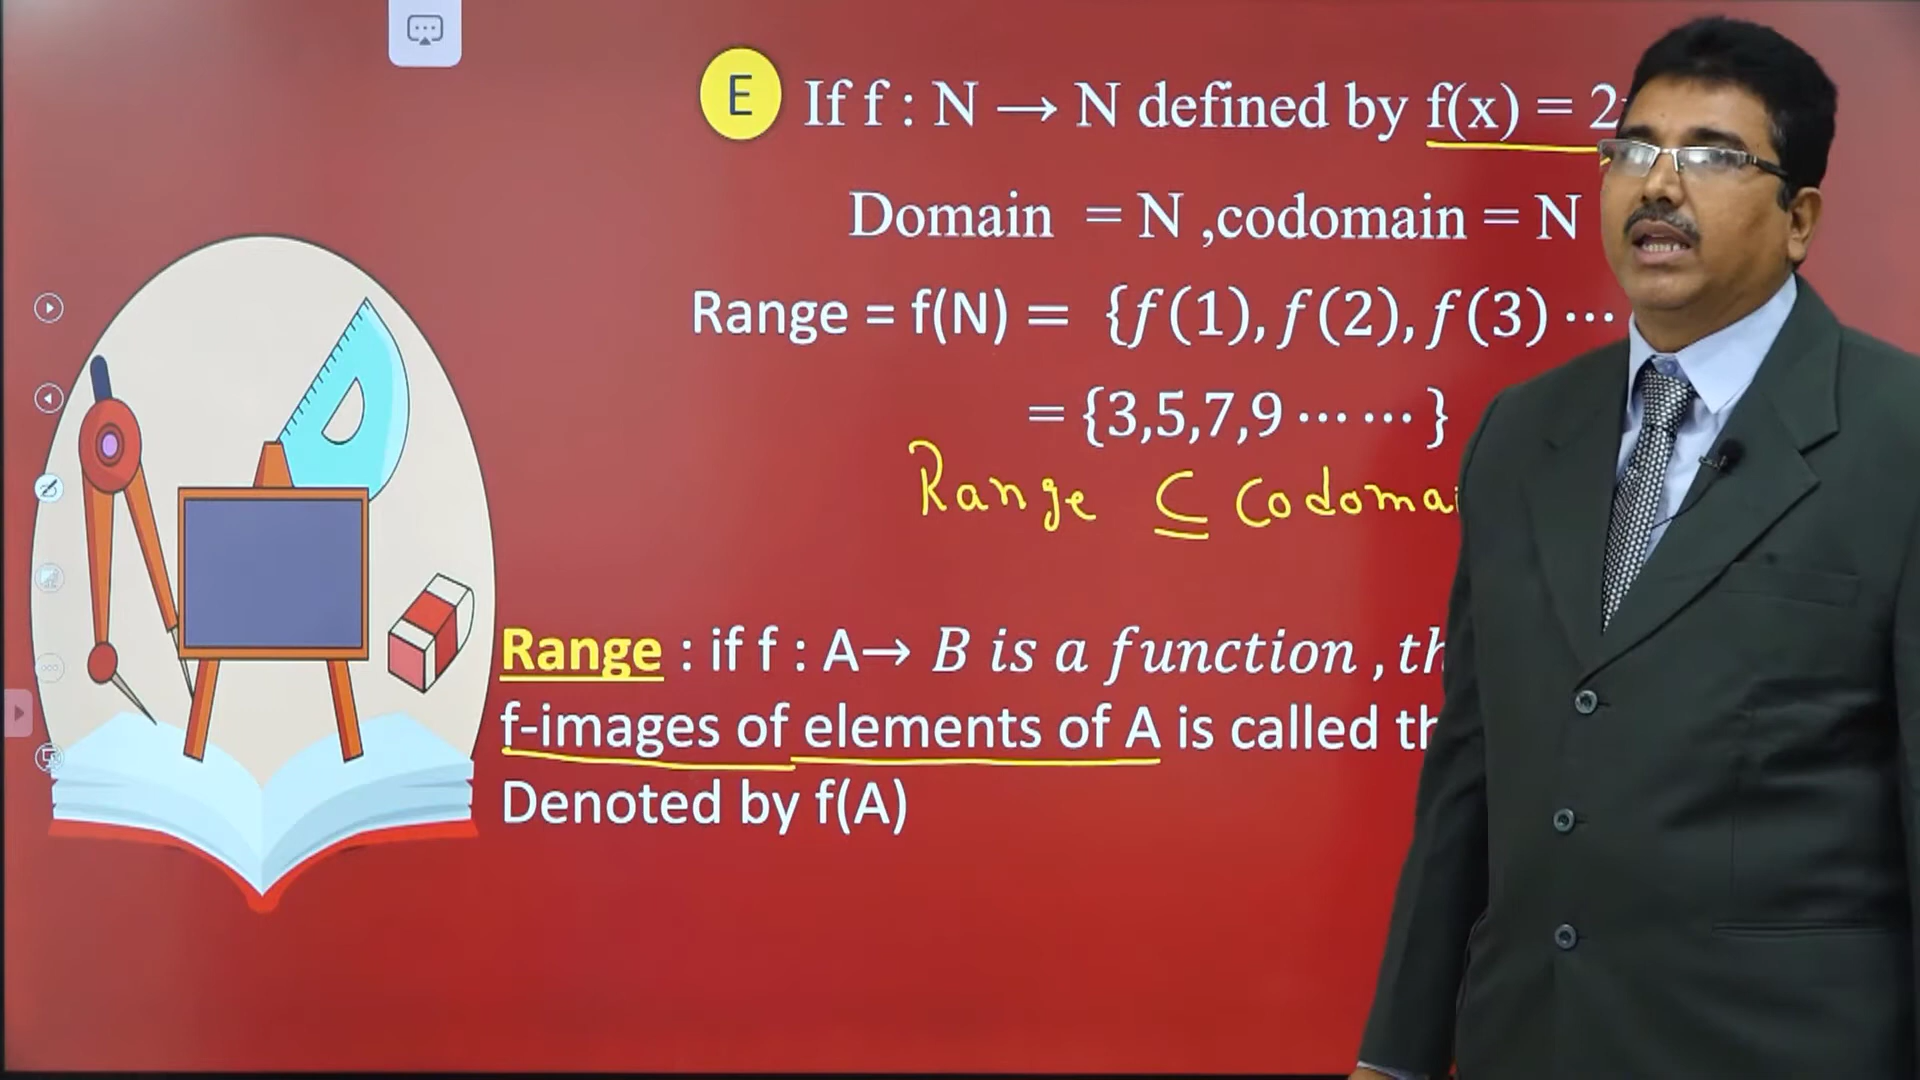 E If f : N → N defined by f(x) = 2
Domain = N ,codomain = N
Range = f(N) = {f(1), f(2), f(3) ⋯
= {3,5,7,9 ⋯ ⋯ }
Range ⊆ Codomai
Range : if f : A→ B is a function , th
f-images of elements of A is called th
Denoted by f(A)